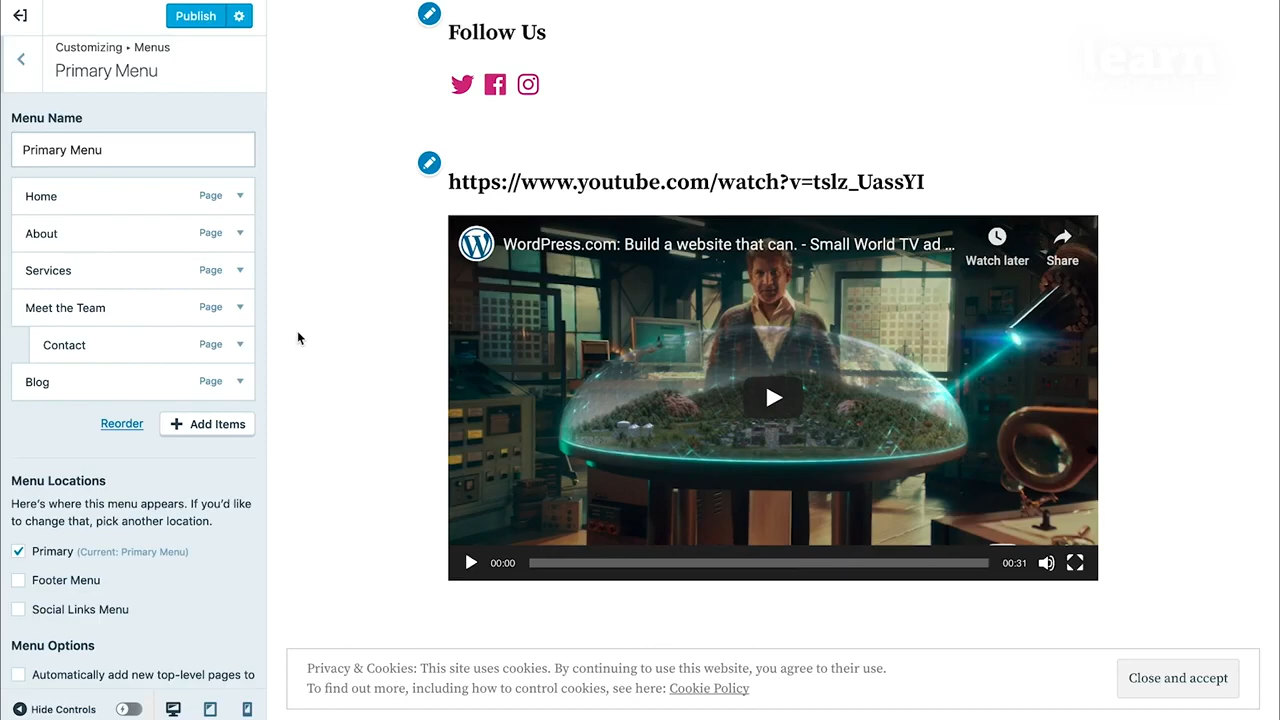 Publish
Customizing ▸ Menus
Primary Menu
Menu Name
Primary Menu
Home Page
About Page
Services Page
Meet the Team Page
Contact Page
Blog Page
Reorder
Add Items
Menu Locations
Here's where this menu appears. If you'd like
to change that, pick another location.
Primary (Current: Primary Menu)
Footer Menu
Social Links Menu
Menu Options
Automatically add new top-level pages to
Hide Controls
Follow Us
learn
https://www.youtube.com/watch?v=tslz_UassYI
WordPress.com: Build a website that can. - Small World TV ad ...
Watch later
Share
00:00
00:31
Privacy & Cookies: This site uses cookies. By continuing to use this website, you agree to their use.
To find out more, including how to control cookies, see here: Cookie Policy
Close and accept